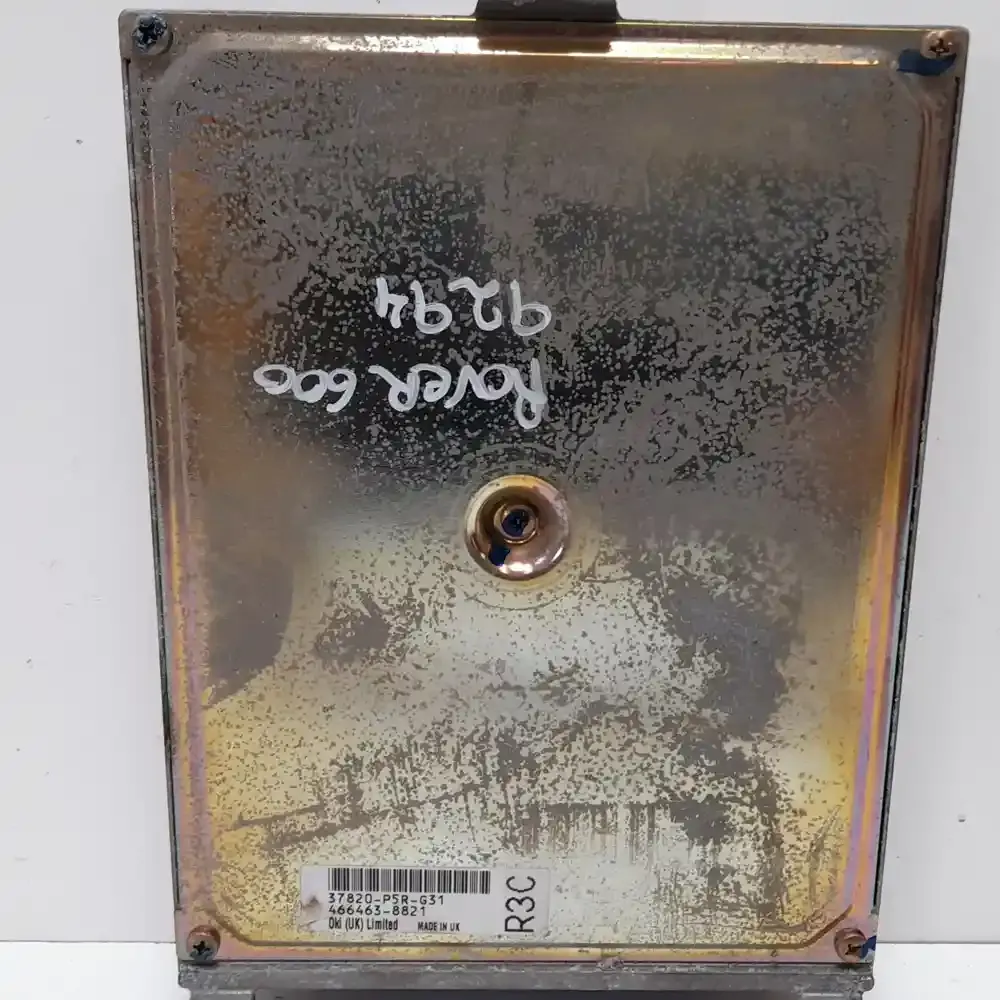 Rover 600
9294
37820-P5R-G31
466463-8821
Oki (UK) Limited MADE IN UK
R3C